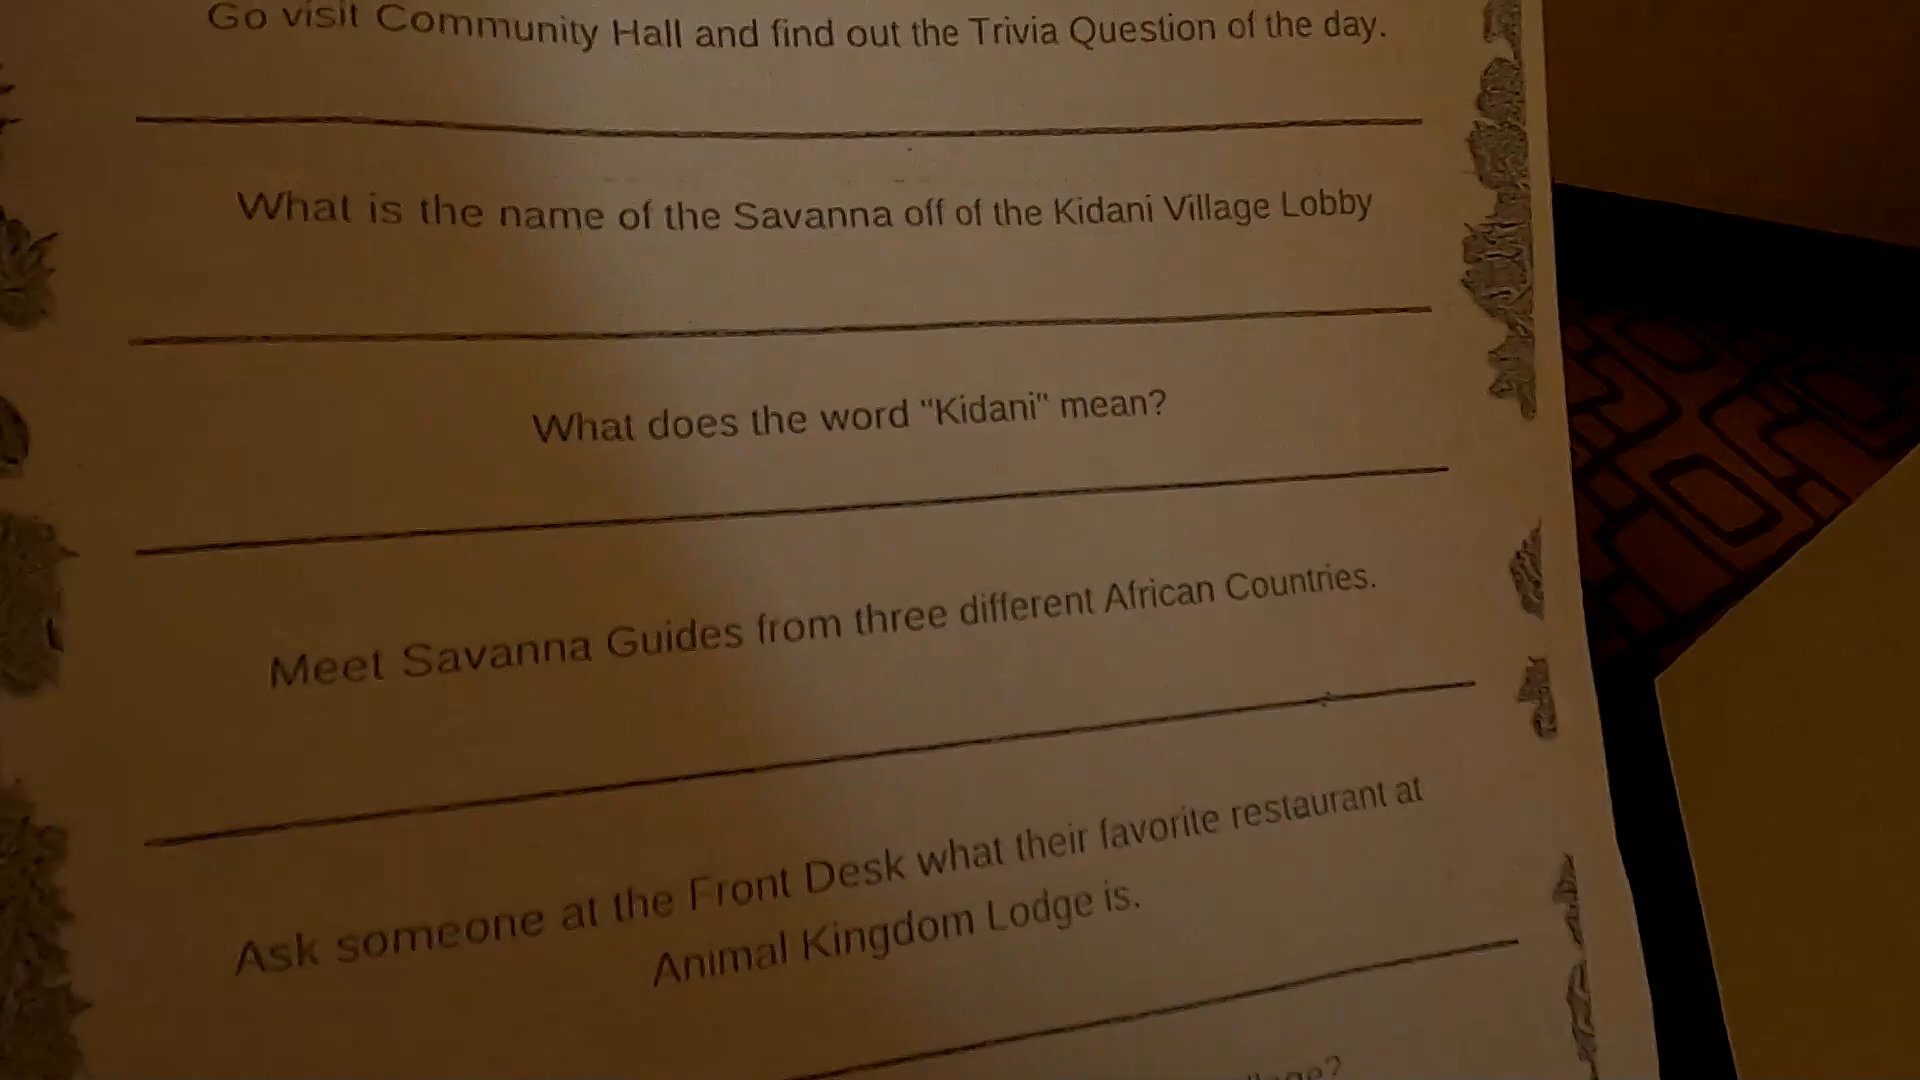 Go visit Community Hall and find out the Trivia Question of the day.
What is the name of the Savanna off of the Kidani Village Lobby
What does the word "Kidani" mean?
Meet Savanna Guides from three different African Countries.
Ask someone at the Front Desk what their favorite restaurant at
Animal Kingdom Lodge is.